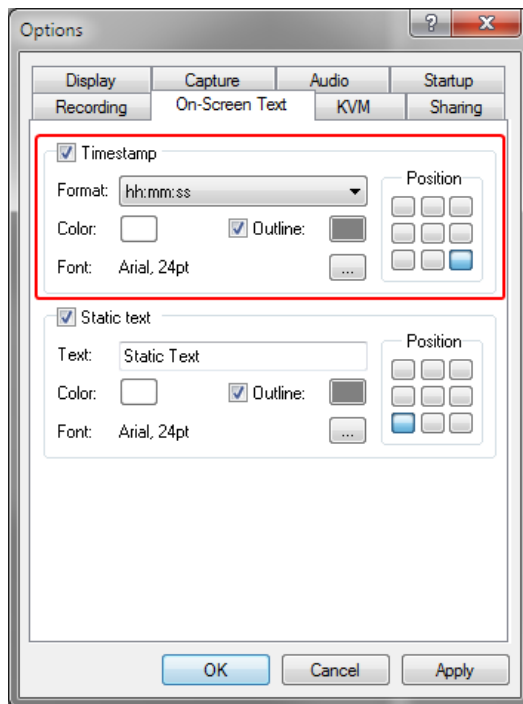 Options
Display Capture Audio Startup
Recording On-Screen Text KVM Sharing
Timestamp
Format: hh:mm:ss Position
Color: Outline:
Font: Arial, 24pt ...
Static text
Text: Static Text Position
Color: Outline:
Font: Arial, 24pt ...
OK Cancel Apply